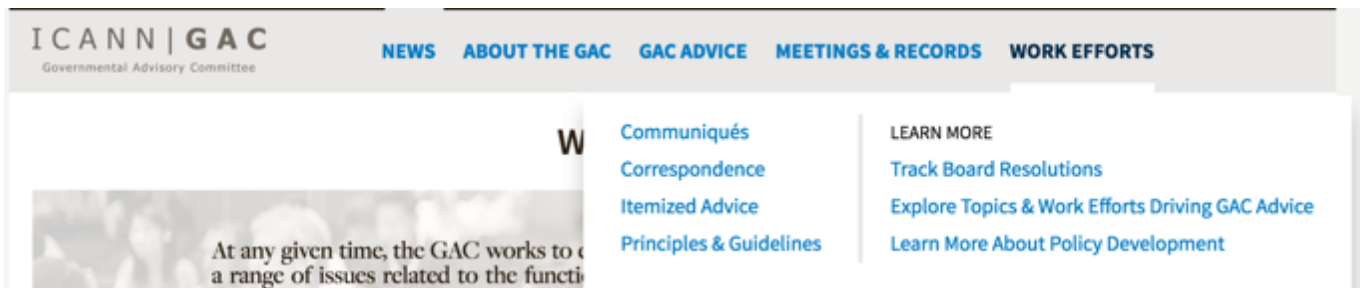 ICANN|GAC
Governmental Advisory Committee
NEWS ABOUT THE GAC GAC ADVICE MEETINGS & RECORDS WORK EFFORTS
W
Communiqués
Correspondence
Itemized Advice
Principles & Guidelines
LEARN MORE
Track Board Resolutions
Explore Topics & Work Efforts Driving GAC Advice
Learn More About Policy Development
At any given time, the GAC works to
a range of issues related to the functi